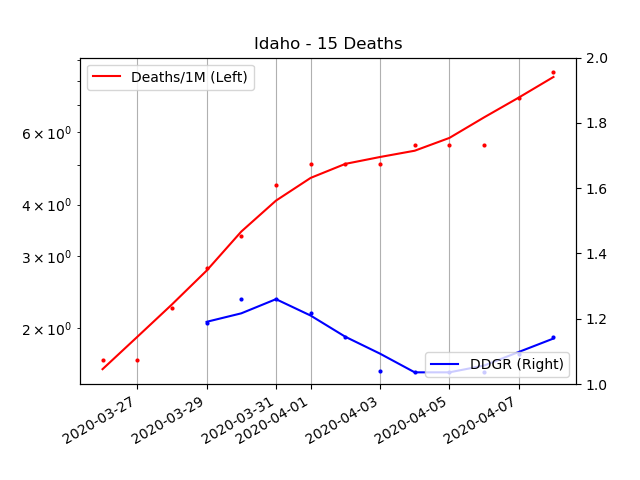 Idaho - 15 Deaths
Deaths/1M (Left)
6 × 10⁰
4 × 10⁰
3 × 10⁰
2 × 10⁰
2.0
1.8
1.6
1.4
1.2
1.0
DDGR (Right)
2020-03-27
2020-03-29
2020-03-31
2020-04-01
2020-04-03
2020-04-05
2020-04-07